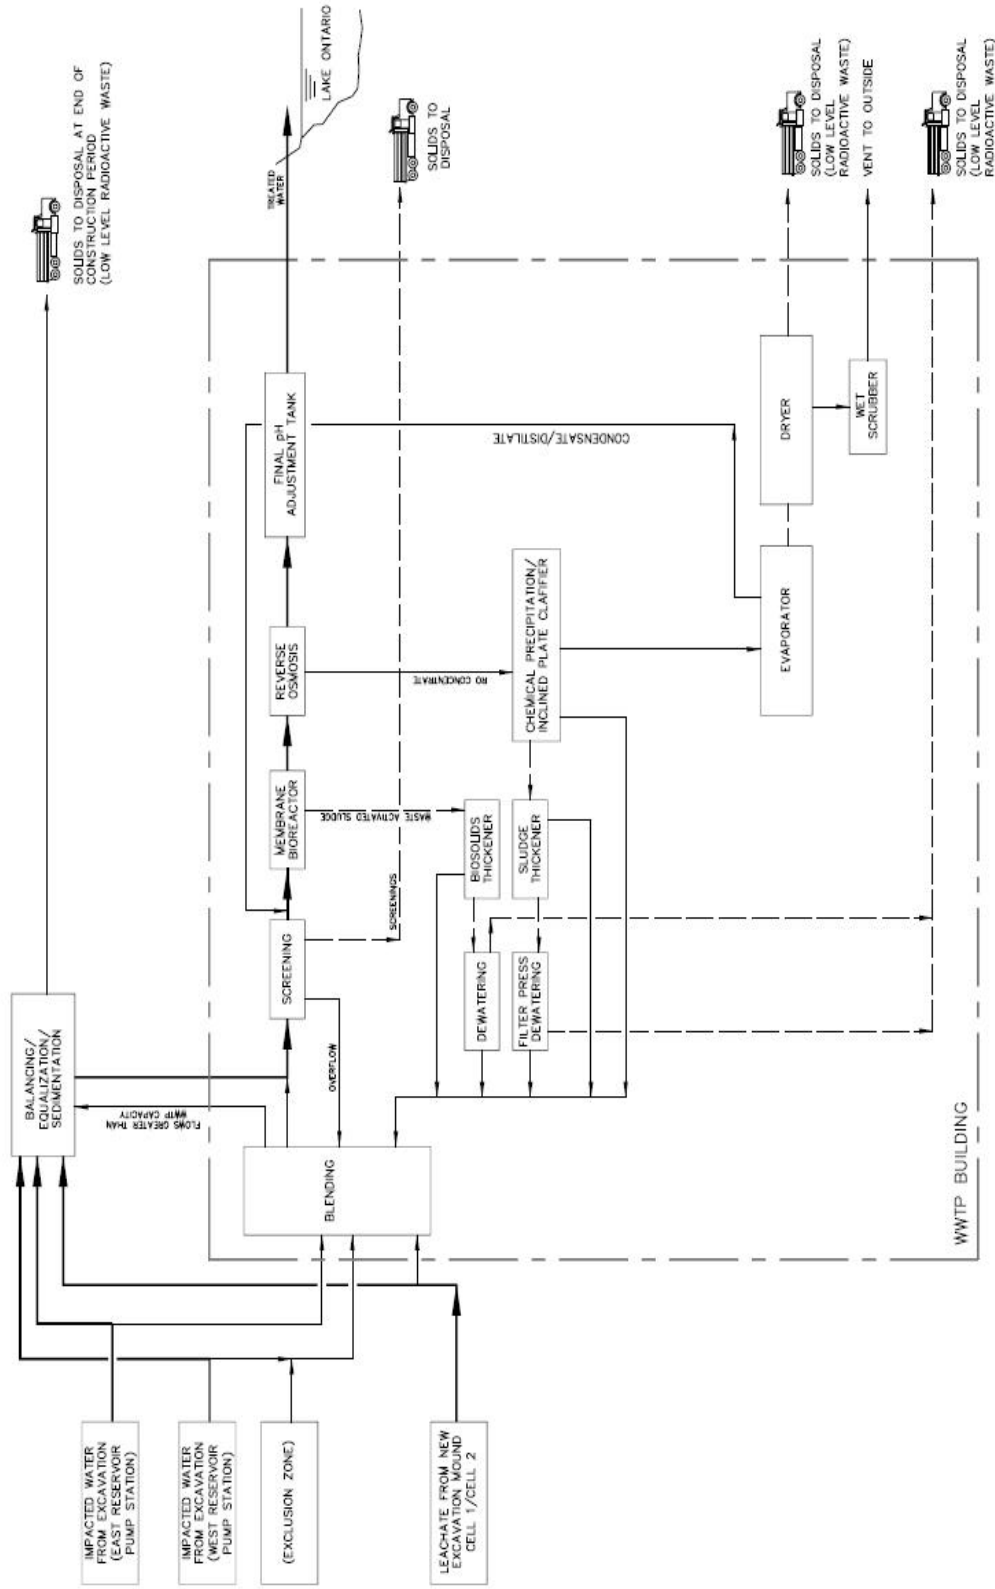 IMPACTED WATER
FROM EXCAVATION
(EAST RESERVOIR
PUMP STATION)
IMPACTED WATER
FROM EXCAVATION
(WEST RESERVOIR
PUMP STATION)
(EXCLUSION ZONE)
LEACHATE FROM NEW
EXCAVATION MOUND
CELL 1/CELL 2
BALANCING/
EQUALIZATION/
SEDIMENTATION
SOLIDS TO DISPOSAL AT END OF
CONSTRUCTION PERIOD
(LOW LEVEL RADIOACTIVE WASTE)
FLOWS GREATER THAN
WWTP CAPACITY
BLENDING
OVERFLOW
SCREENING
SCREENINGS
MEMBRANE
BIOREACTOR
WASTE ACTIVATED SLUDGE
REVERSE
OSMOSIS
RO CONCENTRATE
FINAL pH
ADJUSTMENT TANK
TREATED
WATER
LAKE ONTARIO
SOLIDS TO
DISPOSAL
CONDENSATE/DISTILATE
DEWATERING
BIOSOLIDS
THICKENER
FILTER PRESS
DEWATERING
SLUDGE
THICKENER
CHEMICAL PRECIPITATION/
INCLINED PLATE CLAFIFIER
EVAPORATOR
DRYER
WET
SCRUBBER
SOLIDS TO DISPOSAL
(LOW LEVEL
RADIOACTIVE WASTE)
VENT TO OUTSIDE
SOLIDS TO DISPOSAL
(LOW LEVEL
RADIOACTIVE WASTE)
WWTP BUILDING